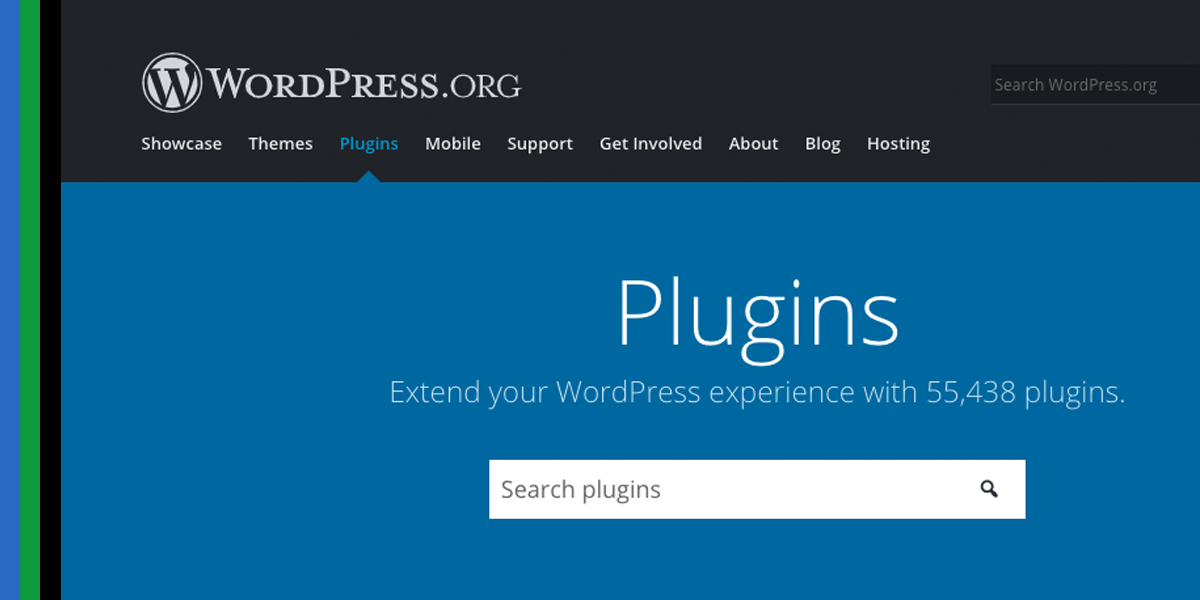 WORDPRESS.ORG
Search WordPress.org
Showcase Themes Plugins Mobile Support Get Involved About Blog Hosting
Plugins
Extend your WordPress experience with 55,438 plugins.
Search plugins